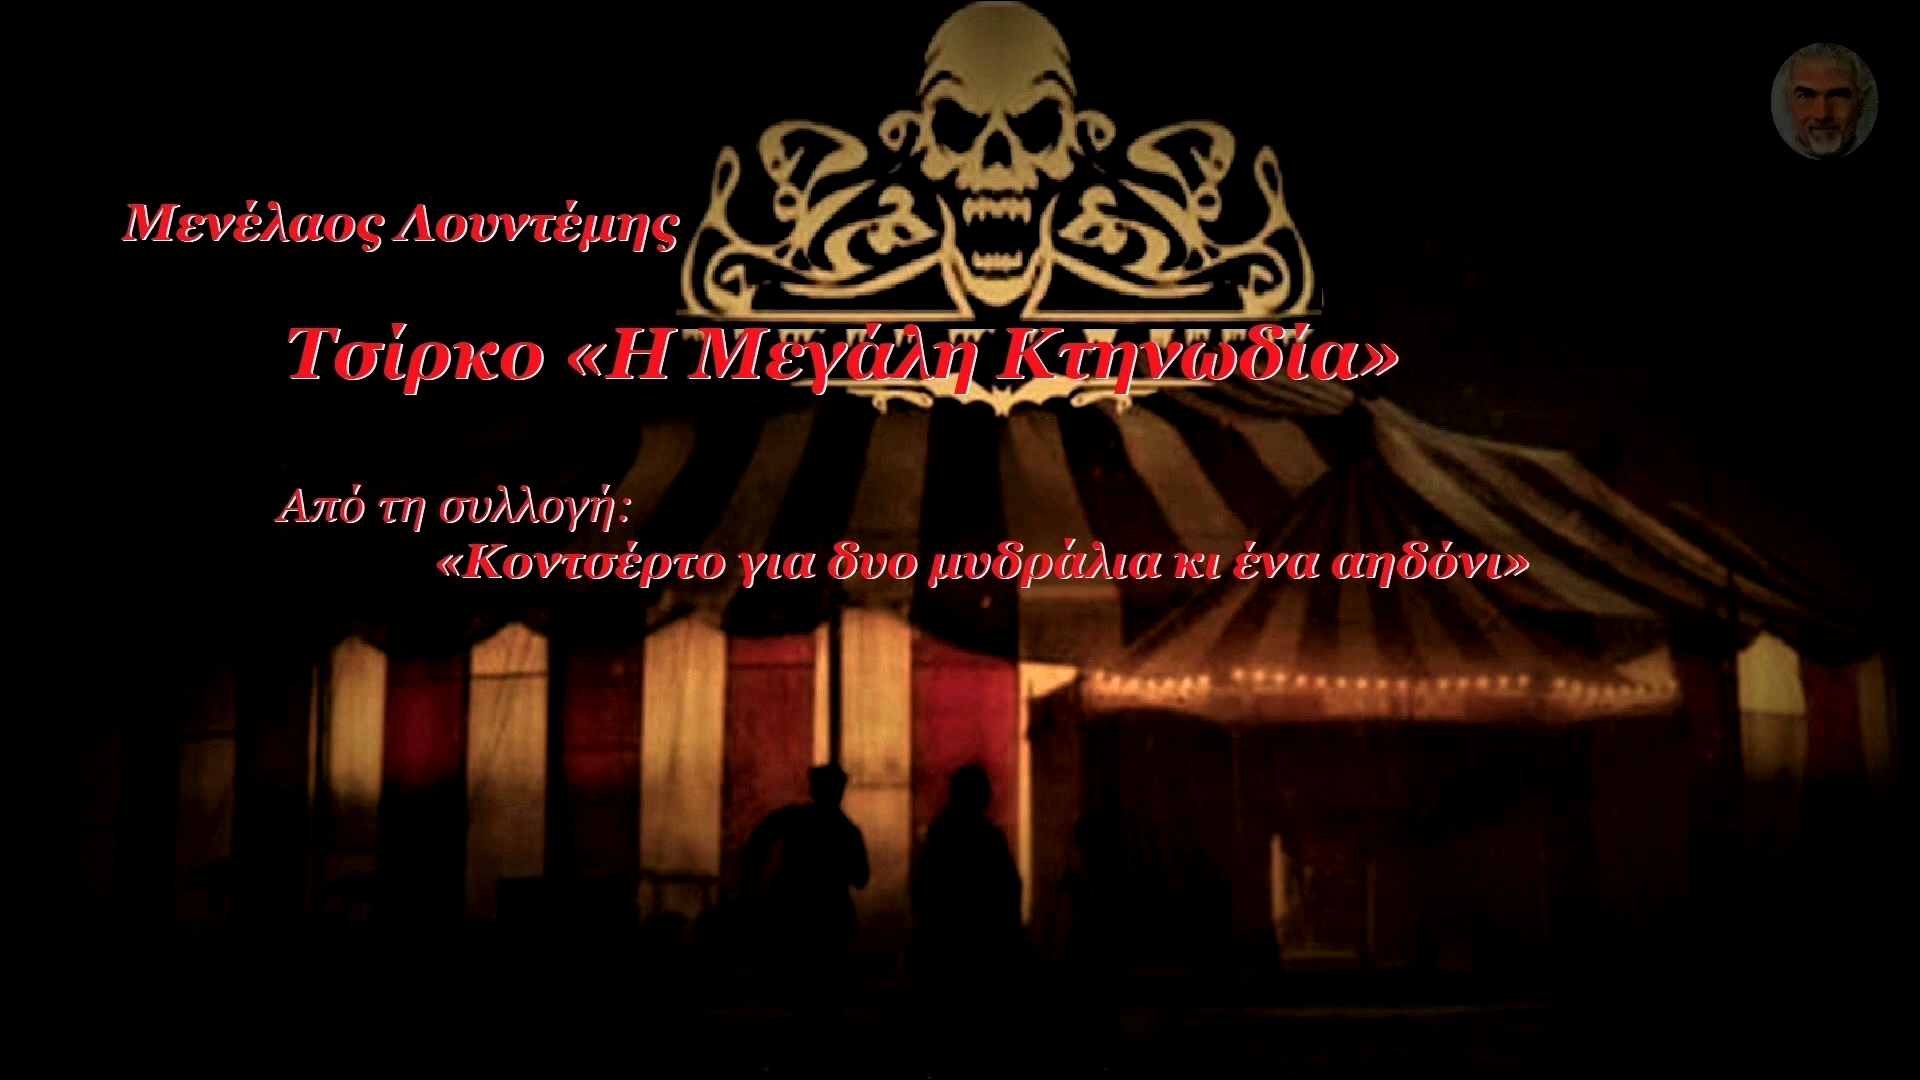 Μενέλαος Λουντέμης
Τσίρκο «Η Μεγάλη Κτηνωδία»
Από τη συλλογή:
«Κοντσέρτο για δυο μυδράλια κι ένα αηδόνι»